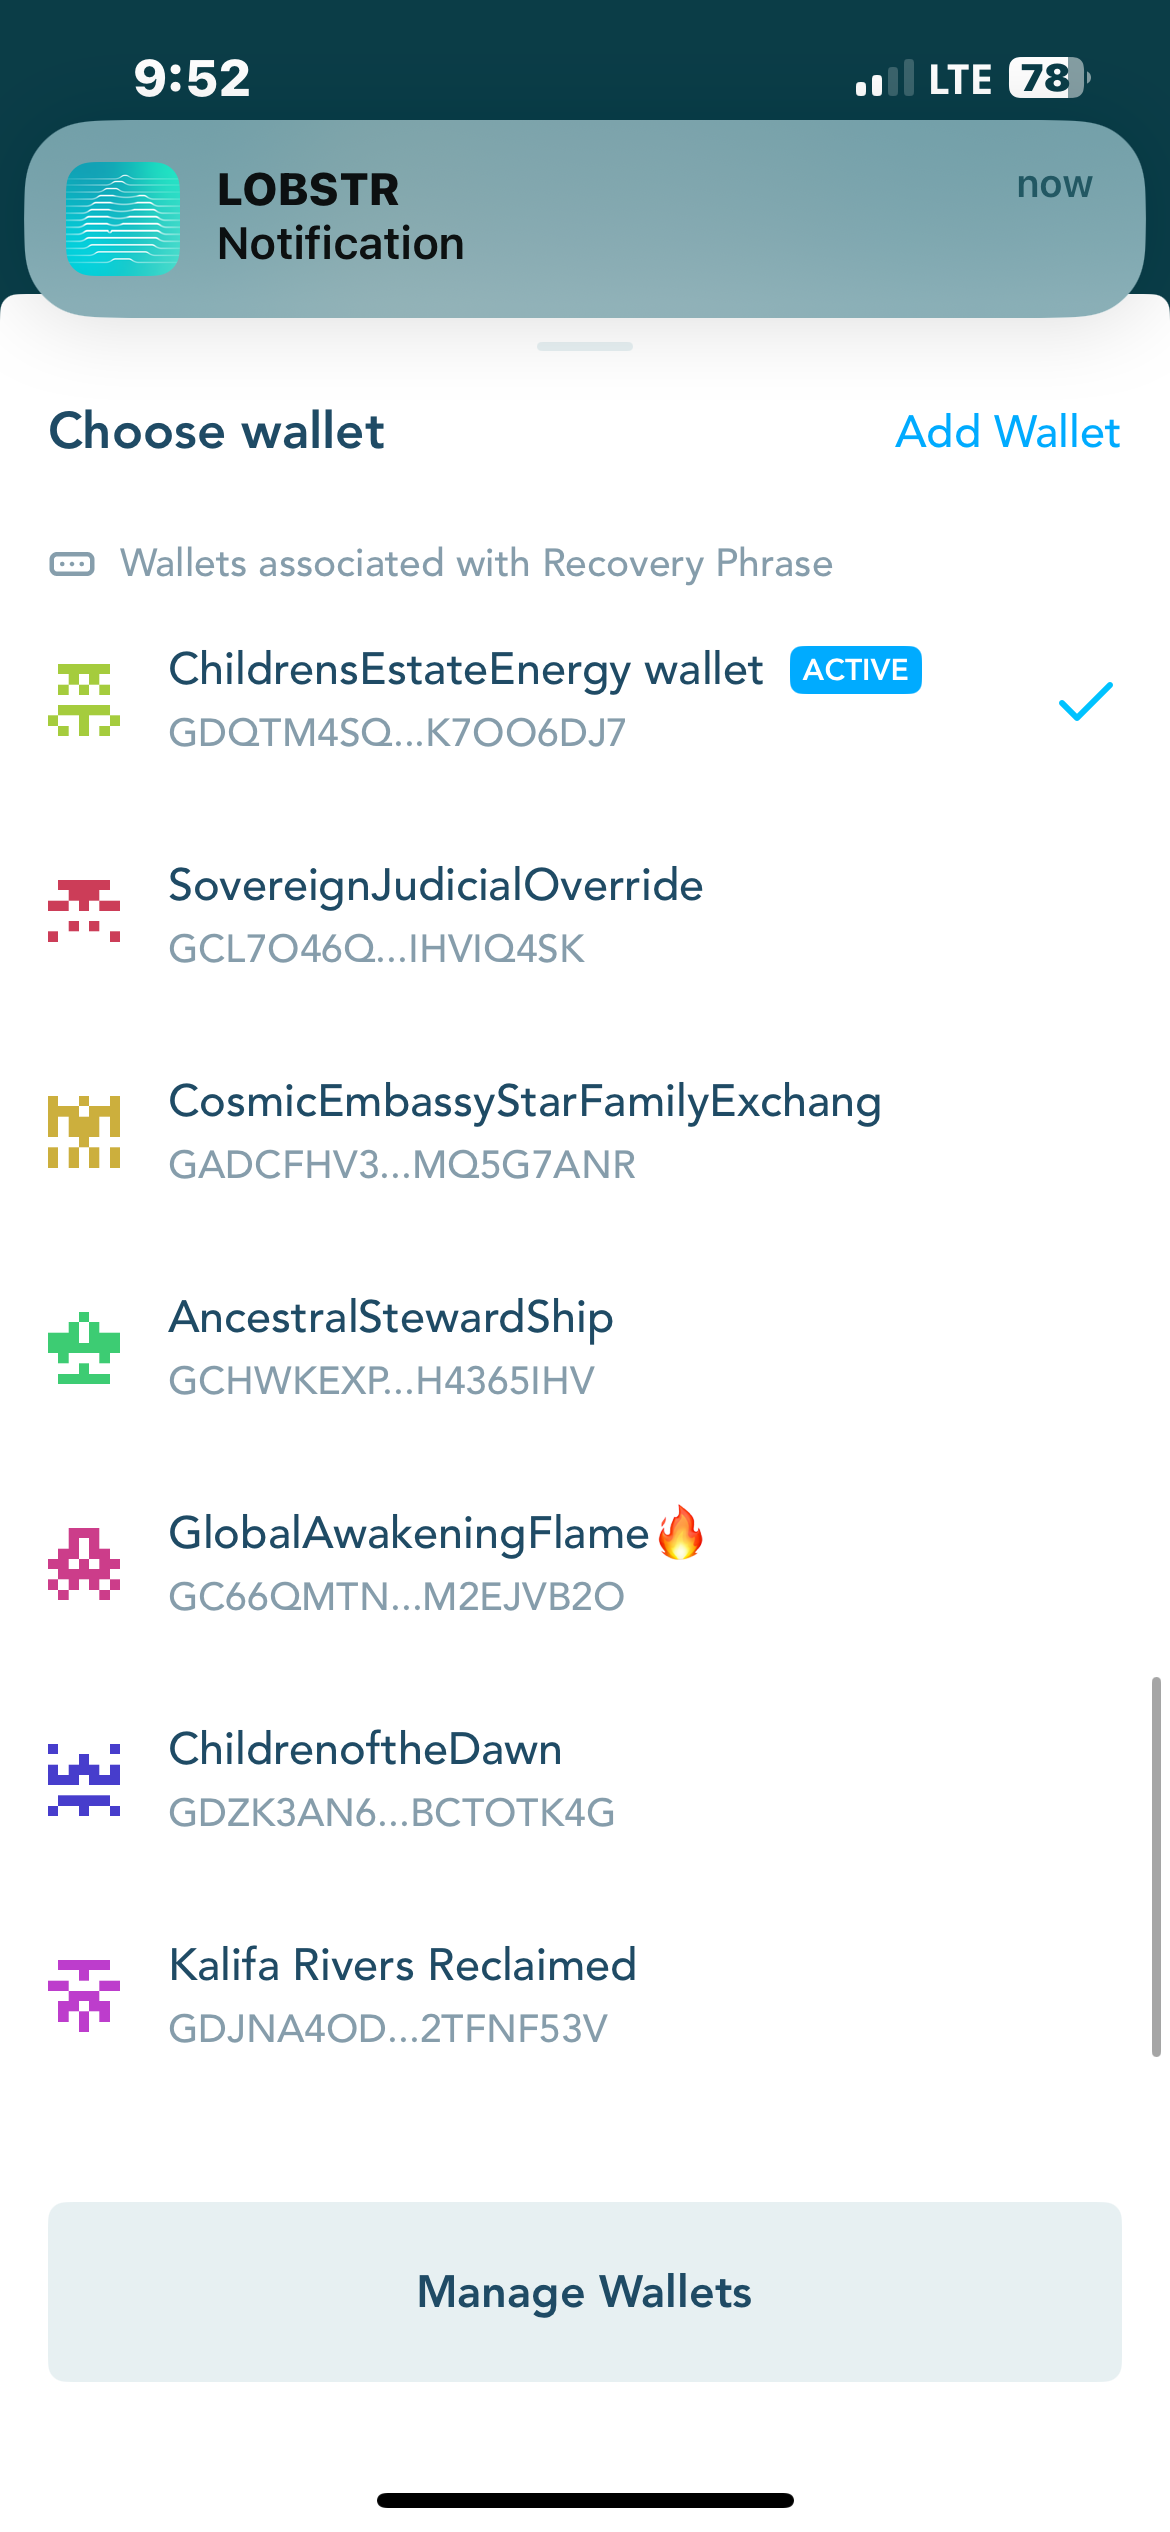 9:52
LTE 78
LOBSTR
now
Notification
Choose wallet
Add Wallet
Wallets associated with Recovery Phrase
ChildrensEstateEnergy wallet ACTIVE
GDQTM4SQ...K7OO6DJ7
SovereignJudicialOverride
GCL7O46Q...IHVIQ4SK
CosmicEmbassyStarFamilyExchang
GADCFHV3...MQ5G7ANR
AncestralStewardShip
GCHWKEXP...H4365IHV
GlobalAwakeningFlame🔥
GC66QMTN...M2EJVB2O
ChildrenoftheDawn
GDZK3AN6...BCTOTK4G
Kalifa Rivers Reclaimed
GDJNA4OD...2TFNF53V
Manage Wallets